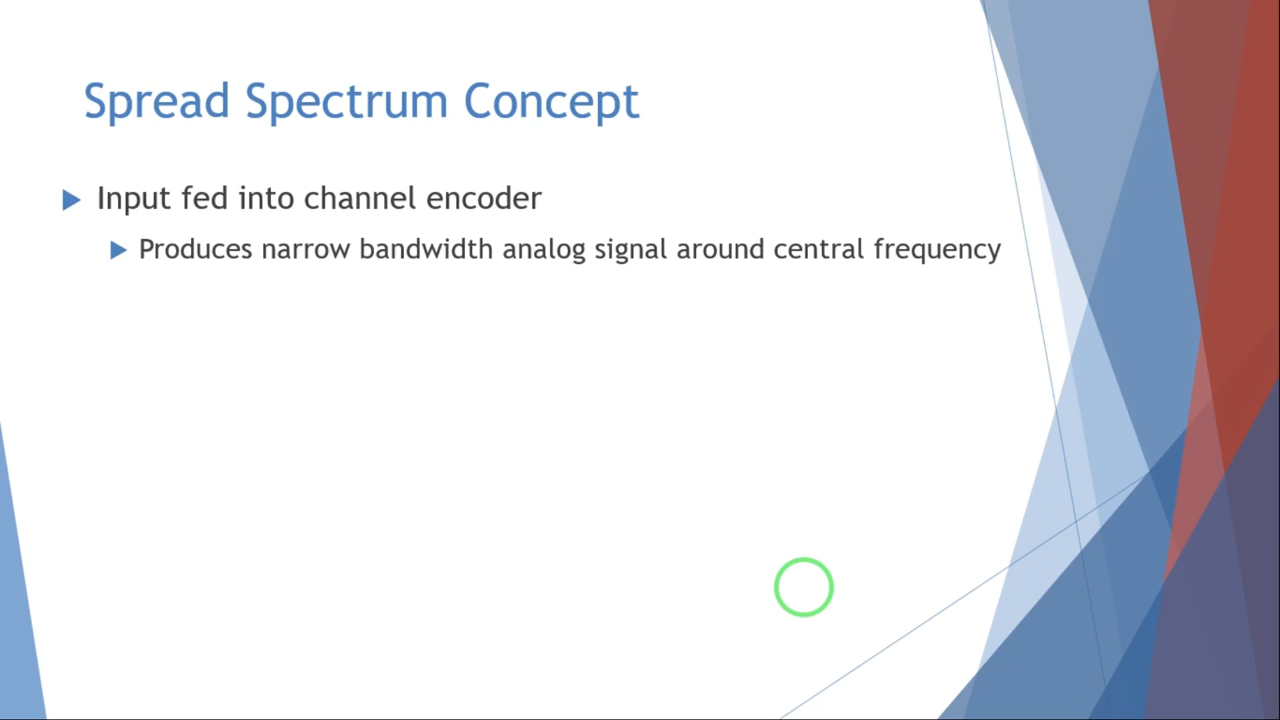 Spread Spectrum Concept
Input fed into channel encoder
Produces narrow bandwidth analog signal around central frequency